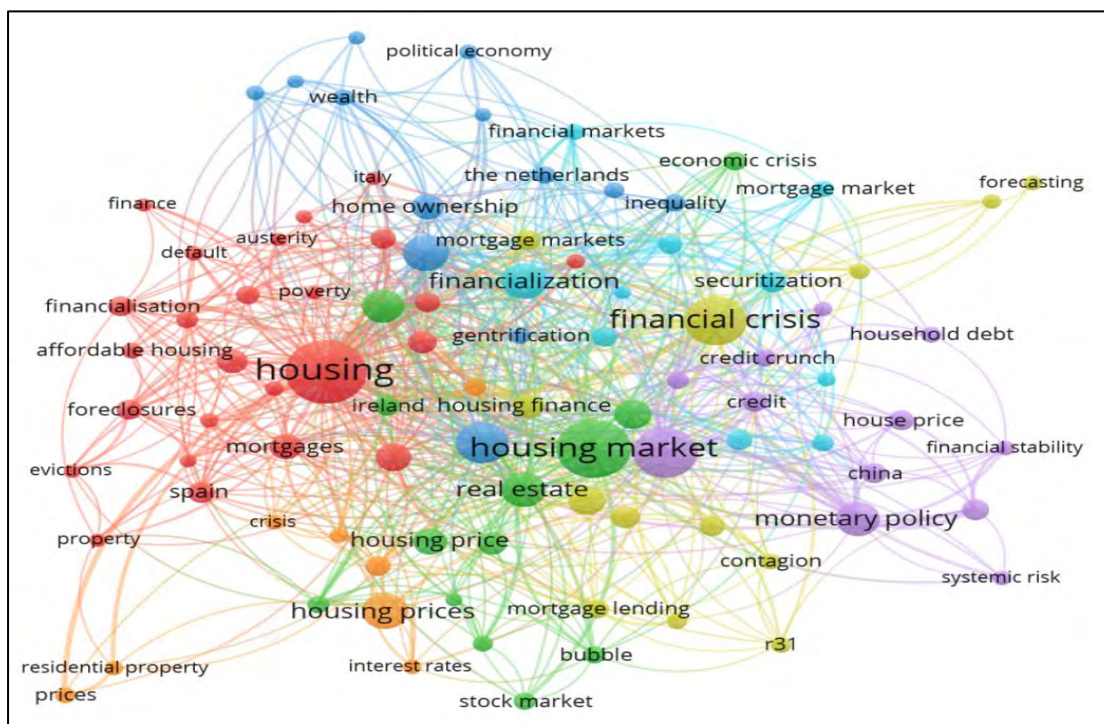 political economy
wealth
financial markets
economic crisis
italy
the netherlands
mortgage market
forecasting
finance
home ownership
inequality
austerity
mortgage markets
default
financialization
securitization
poverty
financialisation
financial crisis
household debt
affordable housing
gentrification
credit crunch
housing
foreclosures
ireland
housing finance
credit
house price
mortgages
housing market
financial stability
evictions
china
spain
real estate
crisis
monetary policy
property
housing price
contagion
systemic risk
housing prices
mortgage lending
r31
residential property
interest rates
bubble
prices
stock market